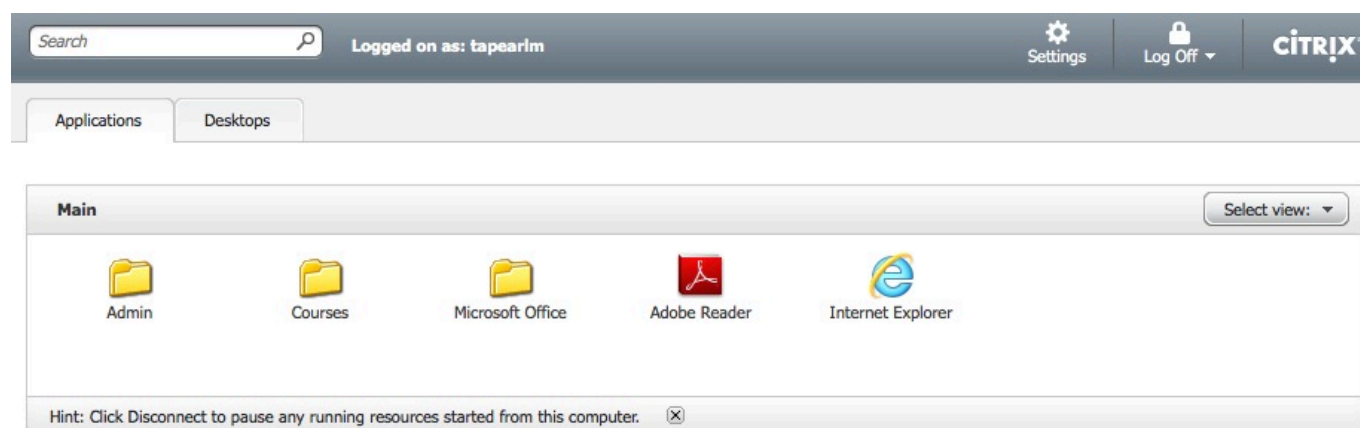 Search
Logged on as: tapearlm
Settings
Log Off
CITRIX
Applications
Desktops
Main
Select view:
Admin
Courses
Microsoft Office
Adobe Reader
Internet Explorer
Hint: Click Disconnect to pause any running resources started from this computer.